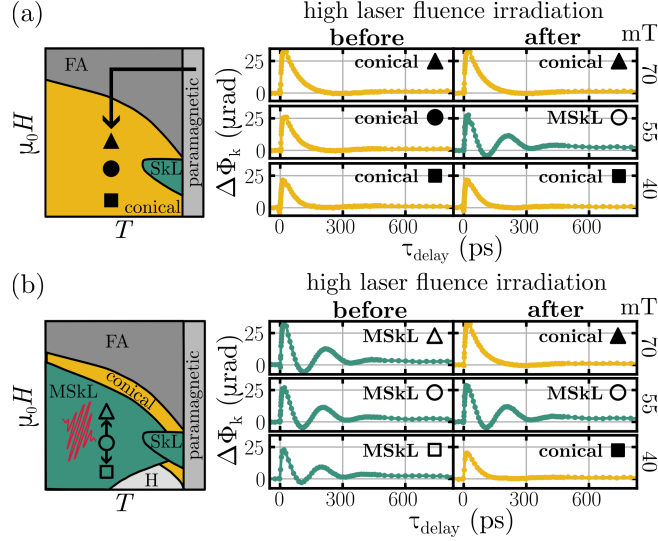 (a)
high laser fluence irradiation
before
after
mT
FA
SkL
conical
paramagnetic
μ0H
T
ΔΦk (μrad)
25
0
25
0
25
0
conical
conical
conical
conical
MSkL
conical
70
55
40
0
300
600
0
300
600
τdelay (ps)
(b)
high laser fluence irradiation
before
after
mT
FA
conical
MSkL
SkL
H
paramagnetic
μ0H
T
ΔΦk (μrad)
25
0
25
0
25
0
MSkL
conical
MSkL
MSkL
MSkL
conical
70
55
40
0
300
600
0
300
600
τdelay (ps)